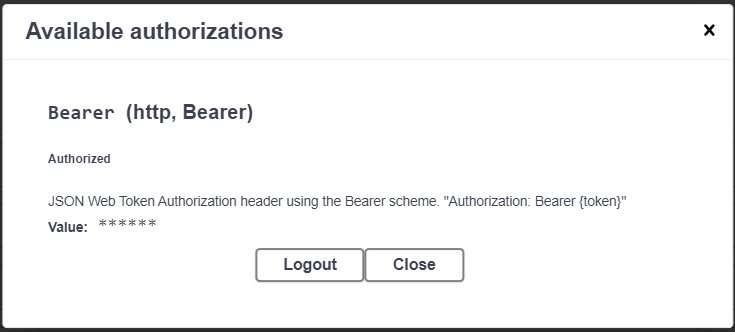 Available authorizations ×
Bearer (http, Bearer)
Authorized
JSON Web Token Authorization header using the Bearer scheme. "Authorization: Bearer {token}"
Value: ******
Logout Close